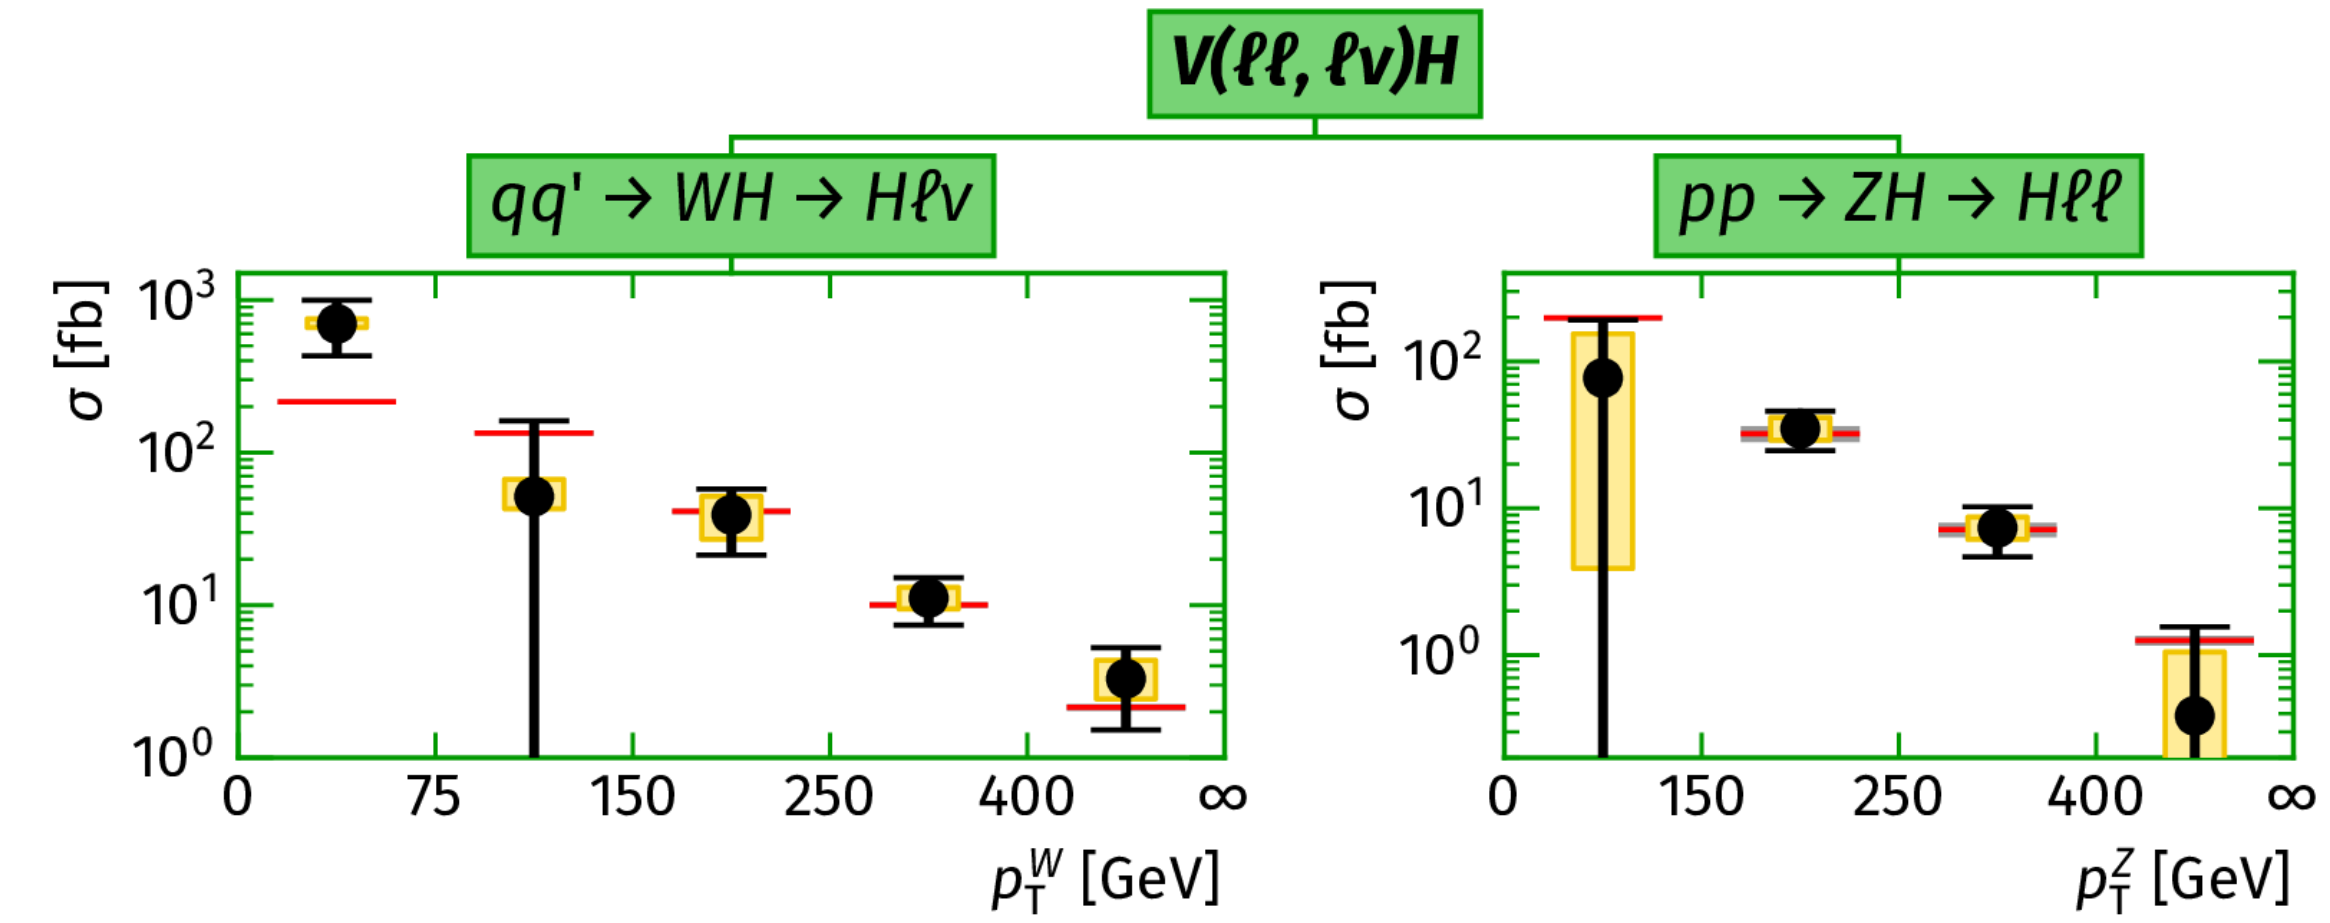 V(ℓℓ, ℓν)H
qq' → WH → Hℓν
pp → ZH → Hℓℓ
σ [fb]
10³
10²
10¹
10⁰
0 75 150 250 400 ∞
p_T^W [GeV]
σ [fb]
10²
10¹
10⁰
0 150 250 400 ∞
p_T^Z [GeV]